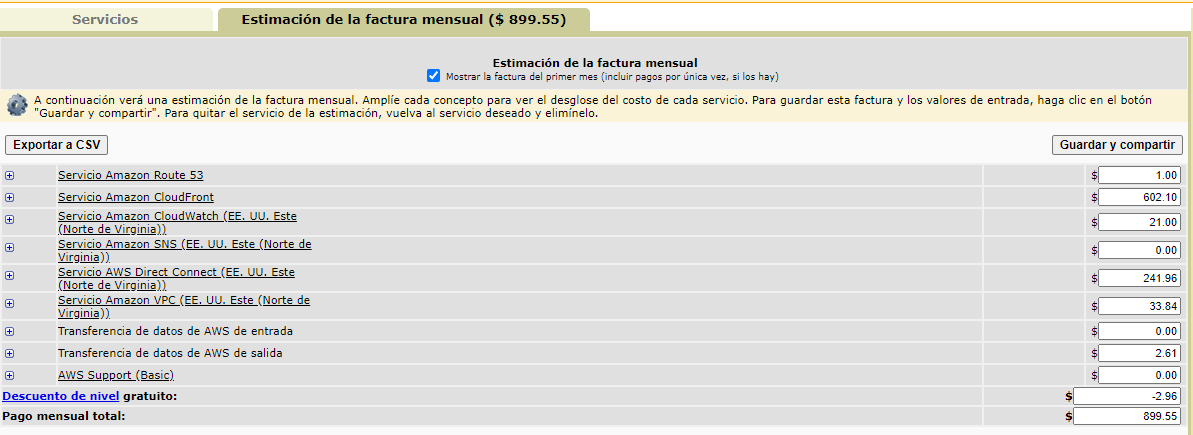 Servicios
Estimación de la factura mensual ($ 899.55)
Estimación de la factura mensual
Mostrar la factura del primer mes (incluir pagos por única vez, si los hay)
A continuación verá una estimación de la factura mensual. Amplíe cada concepto para ver el desglose del costo de cada servicio. Para guardar esta factura y los valores de entrada, haga clic en el botón
"Guardar y compartir". Para quitar el servicio de la estimación, vuelva al servicio deseado y elimínelo.
Exportar a CSV
Guardar y compartir
Servicio Amazon Route 53 $ 1.00
Servicio Amazon CloudFront $ 602.10
Servicio Amazon CloudWatch (EE. UU. Este
(Norte de Virginia)) $ 21.00
Servicio Amazon SNS (EE. UU. Este (Norte de
Virginia)) $ 0.00
Servicio AWS Direct Connect (EE. UU. Este
(Norte de Virginia)) $ 241.96
Servicio Amazon VPC (EE. UU. Este (Norte de
Virginia)) $ 33.84
Transferencia de datos de AWS de entrada $ 0.00
Transferencia de datos de AWS de salida $ 2.61
AWS Support (Basic) $ 0.00
Descuento de nivel gratuito: $ -2.96
Pago mensual total: $ 899.55